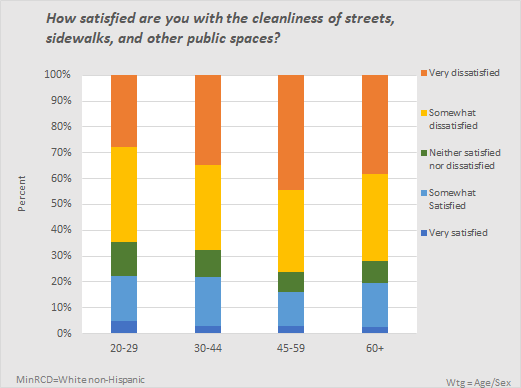 How satisfied are you with the cleanliness of streets,
sidewalks, and other public spaces?
100%
90%
80%
70%
60%
50%
40%
30%
20%
10%
0%
Percent
20-29
30-44
45-59
60+
Very dissatisfied
Somewhat
dissatisfied
Neither satisfied
nor dissatisfied
Somewhat
Satisfied
Very satisfied
MinRCD=White non-Hispanic
Wtg = Age/Sex